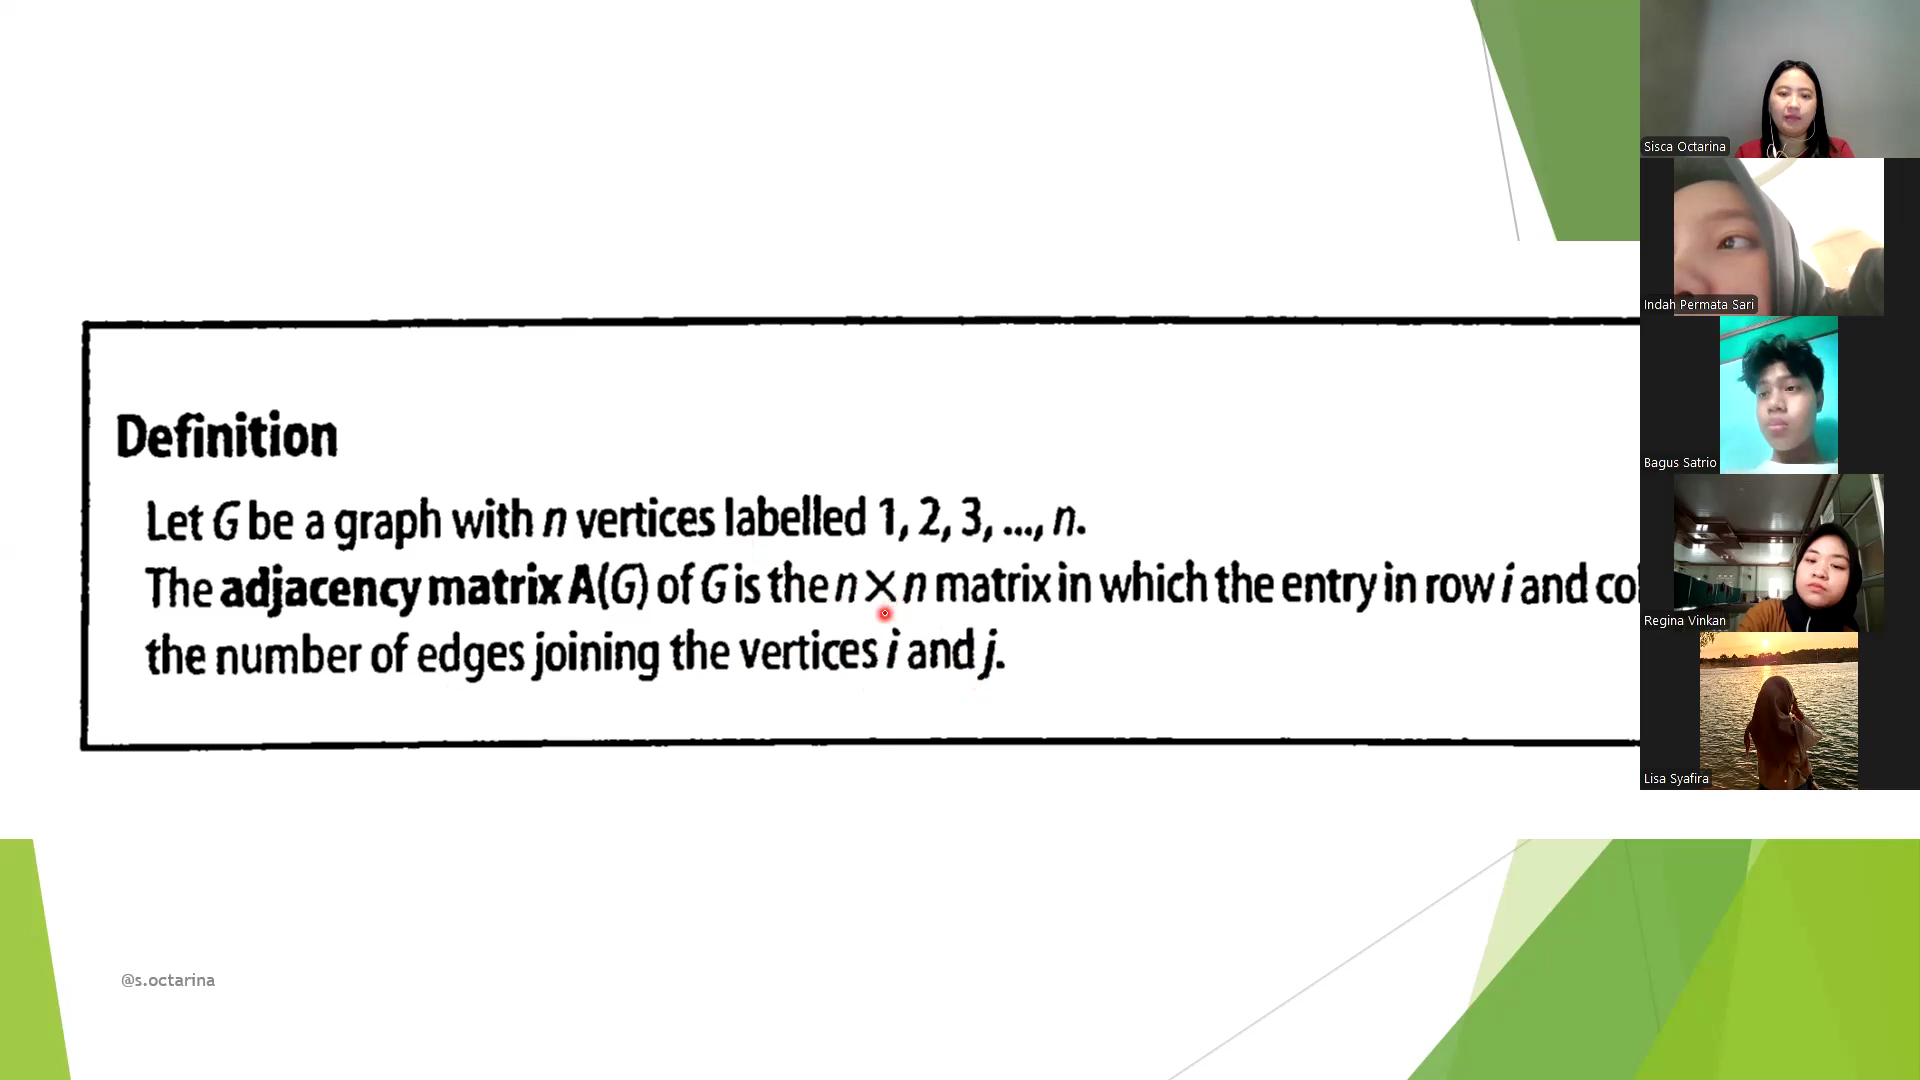 Definition
Let G be a graph with n vertices labelled 1, 2, 3, ..., n.
The adjacency matrix A(G) of G is the n × n matrix in which the entry in row i and
the number of edges joining the vertices i and j.
@s.octarina
Sisca Octarina
Indah Permata Sari
Bagus Satrio
Regina Vinkan
Lisa Syafira